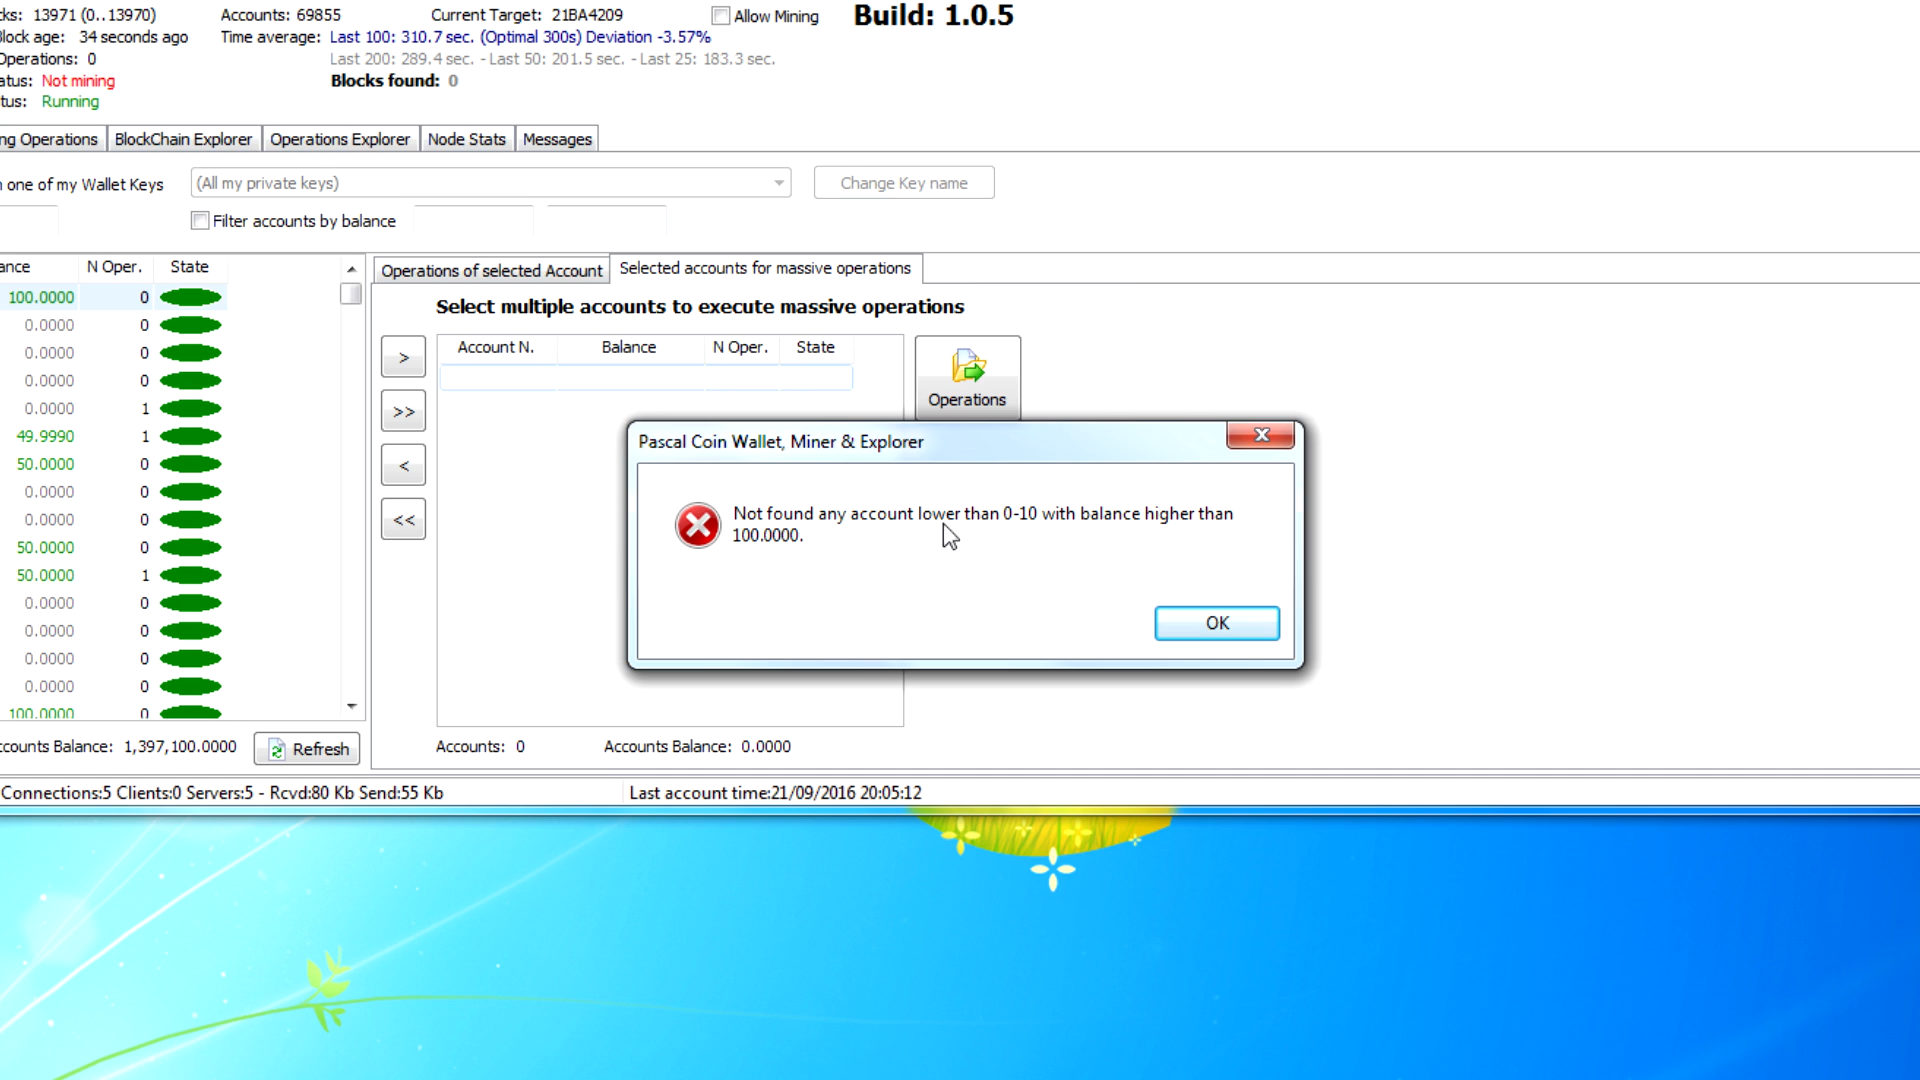 cks: 13971 (0..13970) Accounts: 69855 Current Target: 21BA4209 Allow Mining Build: 1.0.5
lock age: 34 seconds ago Time average: Last 100: 310.7 sec. (Optimal 300s) Deviation -3.57%
Operations: 0 Last 200: 289.4 sec. - Last 50: 201.5 sec. - Last 25: 183.3 sec.
atus: Not mining Blocks found: 0
tus: Running
ng Operations BlockChain Explorer Operations Explorer Node Stats Messages
one of my Wallet Keys (All my private keys) Change Key name
Filter accounts by balance
ance N Oper. State Operations of selected Account Selected accounts for massive operations
100.0000 0 Select multiple accounts to execute massive operations
0.0000 0
0.0000 0 > Account N. Balance N Oper. State
0.0000 0
0.0000 1 >> Operations
49.9990 1 Pascal Coin Wallet, Miner & Explorer
50.0000 0 <
0.0000 0
0.0000 0 << Not found any account lower than 0-10 with balance higher than
50.0000 0 100.0000.
50.0000 1
0.0000 0
0.0000 0 OK
0.0000 0
0.0000 0
100.0000 0
ccounts Balance: 1,397,100.0000 Refresh Accounts: 0 Accounts Balance: 0.0000
Connections:5 Clients:0 Servers:5 - Rcvd:80 Kb Send:55 Kb Last account time:21/09/2016 20:05:12